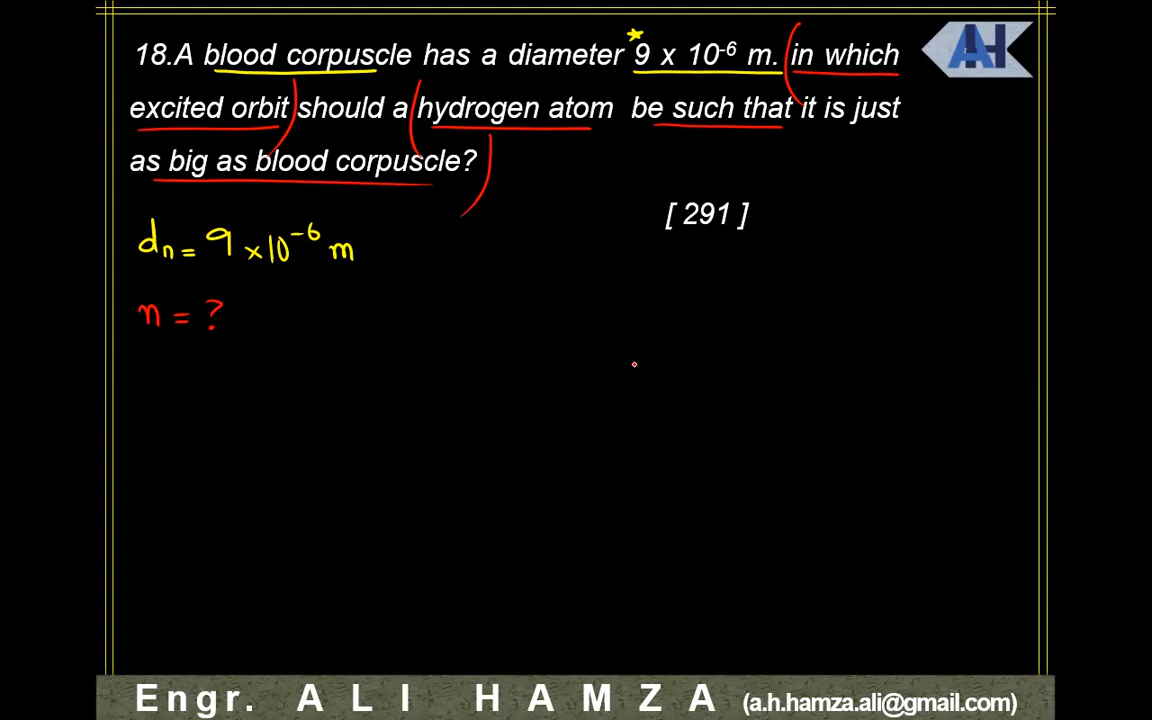 18.A blood corpuscle has a diameter 9 x 10⁻⁶ m. in which
excited orbit should a hydrogen atom be such that it is just
as big as blood corpuscle?
[ 291 ]
dₙ = 9 × 10⁻⁶ m
n = ?
AH
Engr. ALI HAMZA (a.h.hamza.ali@gmail.com)